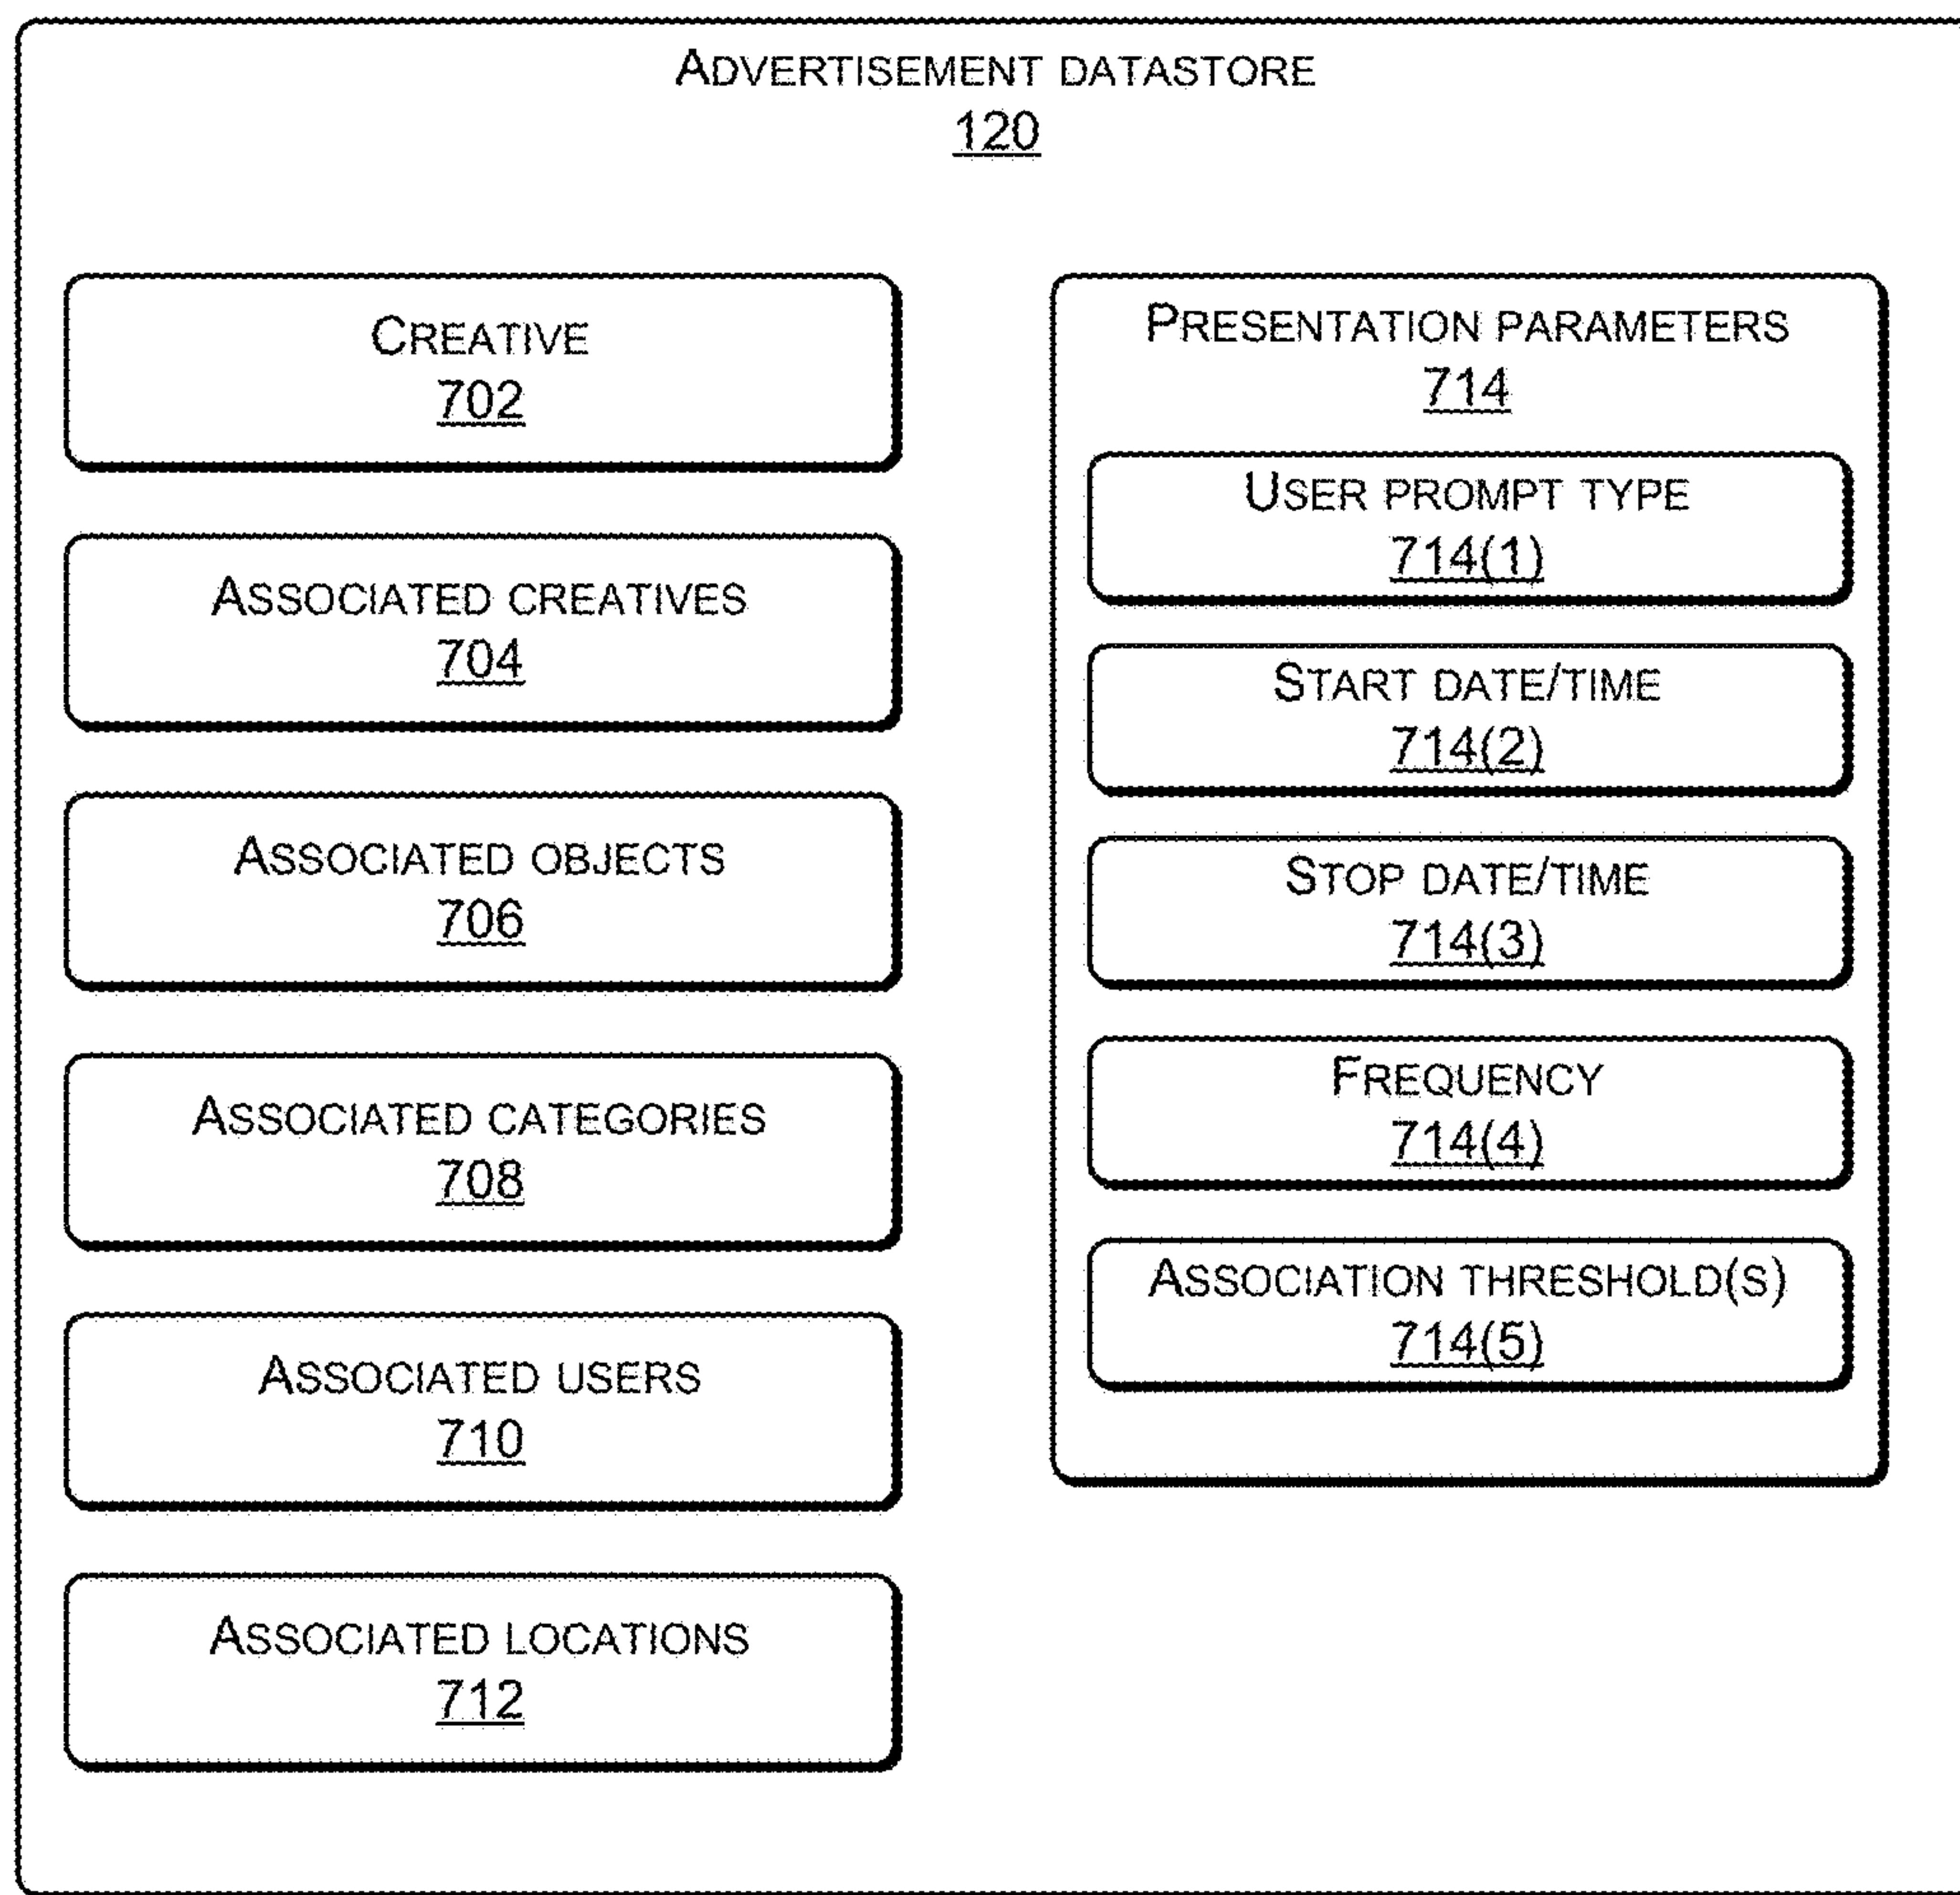 ADVERTISEMENT DATASTORE
120
CREATIVE
702
ASSOCIATED CREATIVES
704
ASSOCIATED OBJECTS
706
ASSOCIATED CATEGORIES
708
ASSOCIATED USERS
710
ASSOCIATED LOCATIONS
712
PRESENTATION PARAMETERS
714
USER PROMPT TYPE
714(1)
START DATE/TIME
714(2)
STOP DATE/TIME
714(3)
FREQUENCY
714(4)
ASSOCIATION THRESHOLD(S)
714(5)